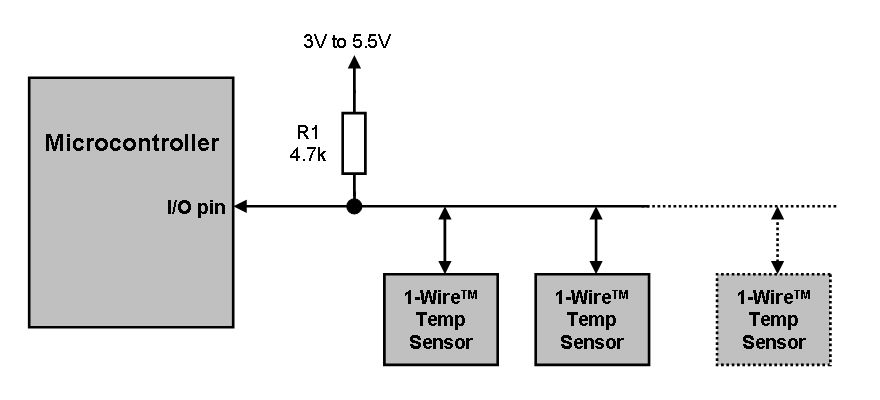 3V to 5.5V
Microcontroller
R1
4.7k
I/O pin
1-Wire™
Temp
Sensor
1-Wire™
Temp
Sensor
1-Wire™
Temp
Sensor